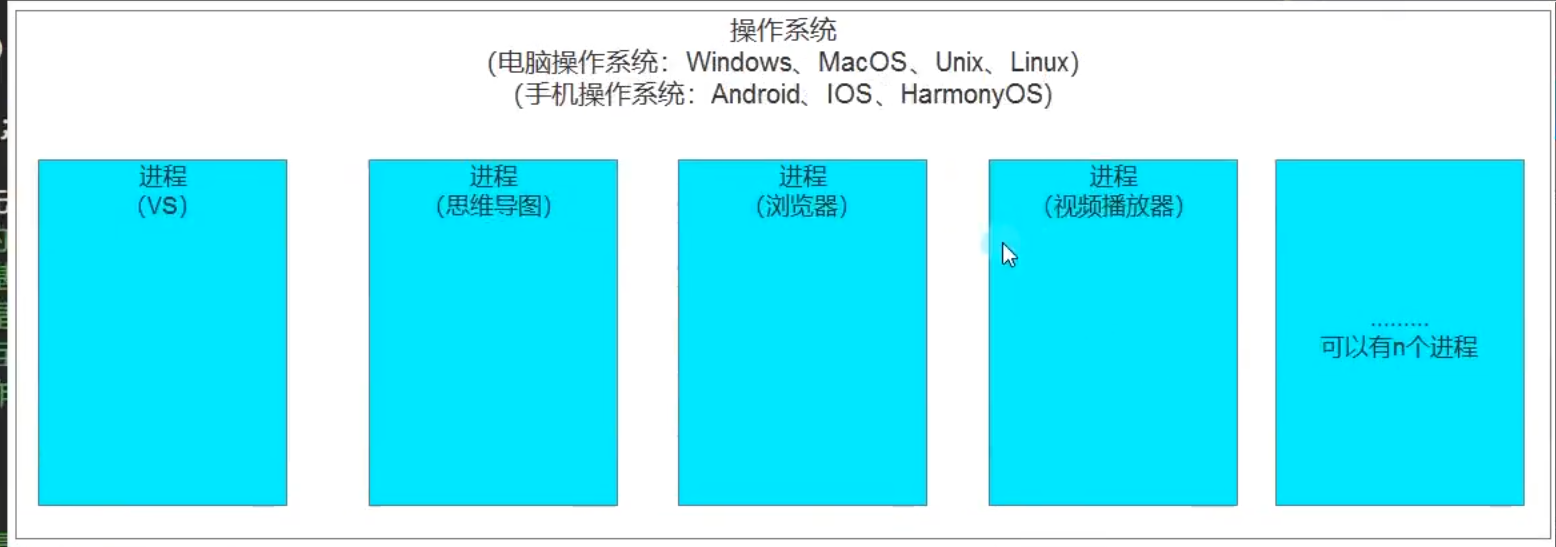 操作系统
(电脑操作系统：Windows、MacOS、Unix、Linux)
(手机操作系统：Android、IOS、HarmonyOS)
进程
(VS)
进程
(思维导图)
进程
(浏览器)
进程
(视频播放器)
.........
可以有n个进程